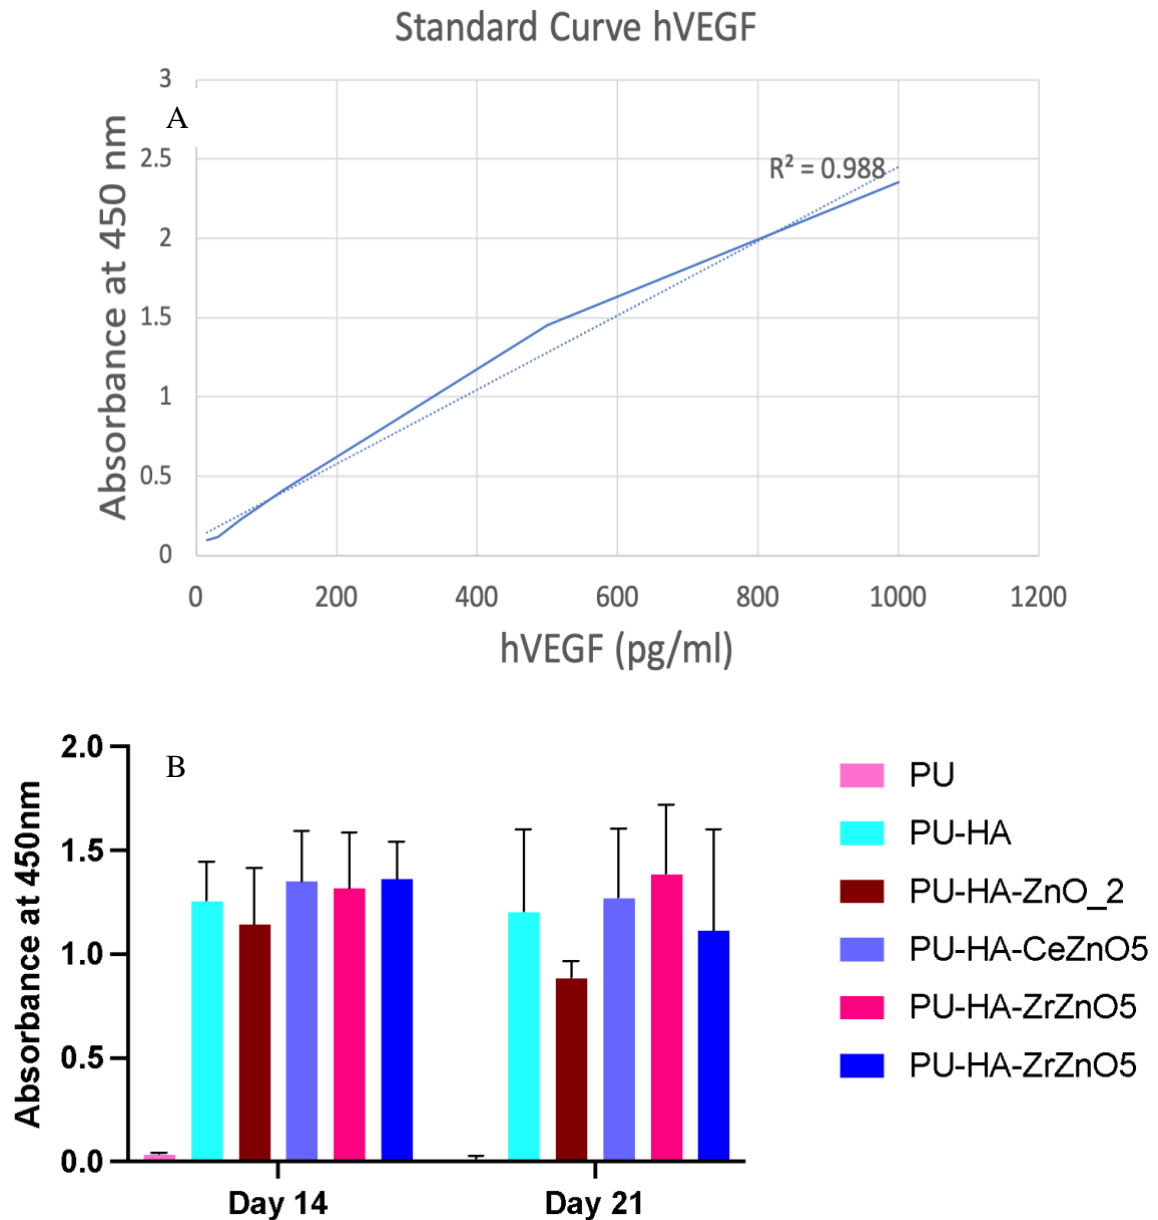 Standard Curve hVEGF
A
Absorbance at 450 nm
3
2.5
2
1.5
1
0.5
0
R² = 0.988
0 200 400 600 800 1000 1200
hVEGF (pg/ml)
B
Absorbance at 450nm
2.0
1.5
1.0
0.5
0.0
Day 14 Day 21
PU
PU-HA
PU-HA-ZnO_2
PU-HA-CeZnO5
PU-HA-ZrZnO5
PU-HA-ZrZnO5